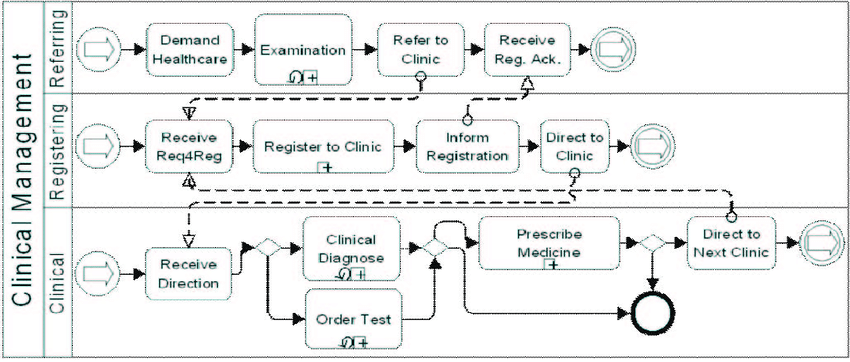 Clinical Management
Referring
Demand
Healthcare
Examination
Refer to
Clinic
Receive
Reg. Ack.
Registering
Receive
Req4Reg
Register to Clinic
Inform
Registration
Direct to
Clinic
Clinical
Receive
Direction
Clinical
Diagnose
Order Test
Prescribe
Medicine
Direct to
Next Clinic